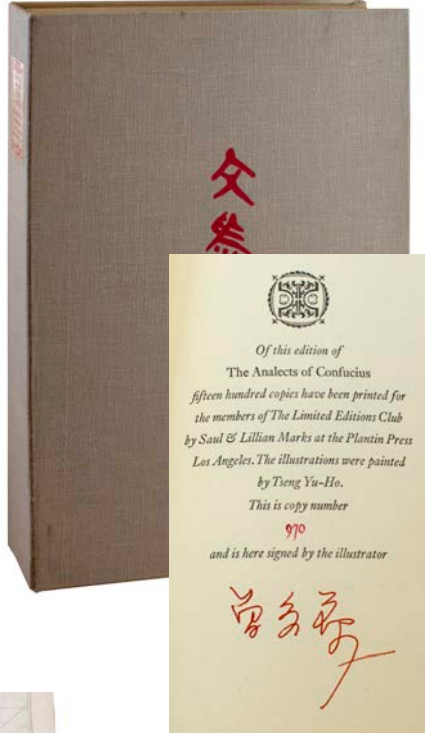 文
Of this edition of
The Analects of Confucius
fifteen hundred copies have been printed for
the members of The Limited Editions Club
by Saul & Lillian Marks at the Plantin Press
Los Angeles. The illustrations were painted
by Tseng Yu-Ho.
This is copy number
970
and is here signed by the illustrator